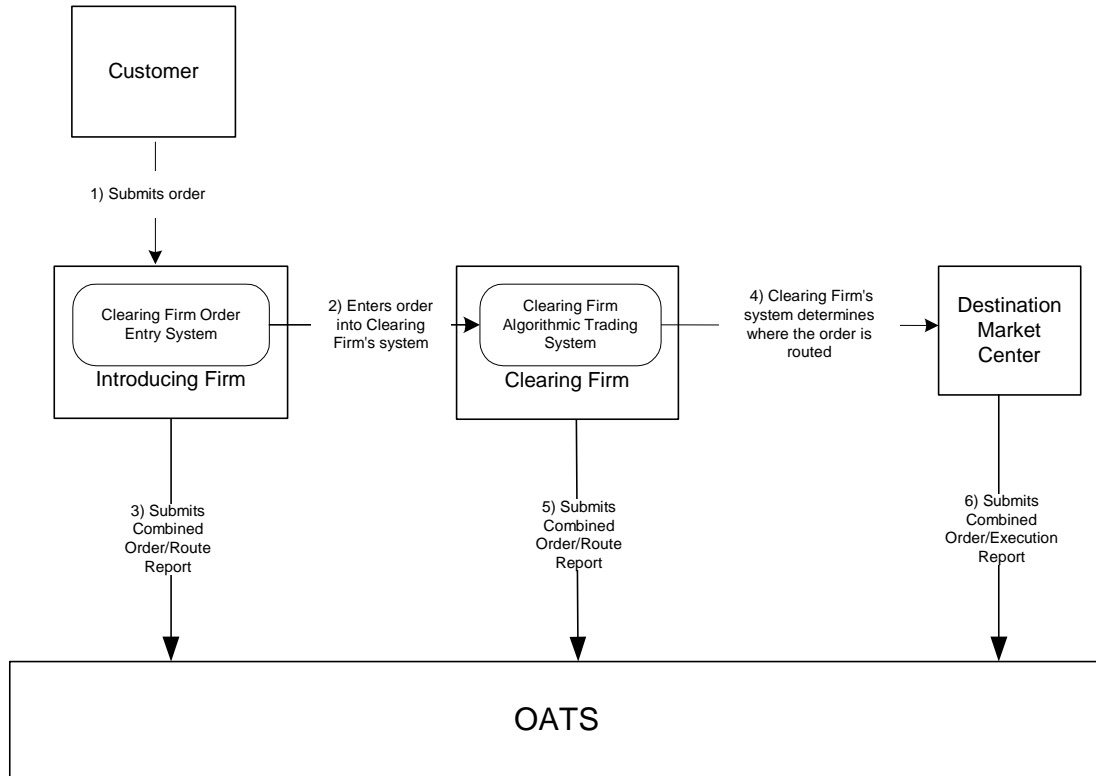 Customer
1) Submits order
Clearing Firm Order
Entry System
Introducing Firm
2) Enters order
into Clearing
Firm's system
Clearing Firm
Algorithmic Trading
System
Clearing Firm
4) Clearing Firm's
system determines
where the order is
routed
Destination
Market
Center
3) Submits
Combined
Order/Route
Report
5) Submits
Combined
Order/Route
Report
6) Submits
Combined
Order/Execution
Report
OATS